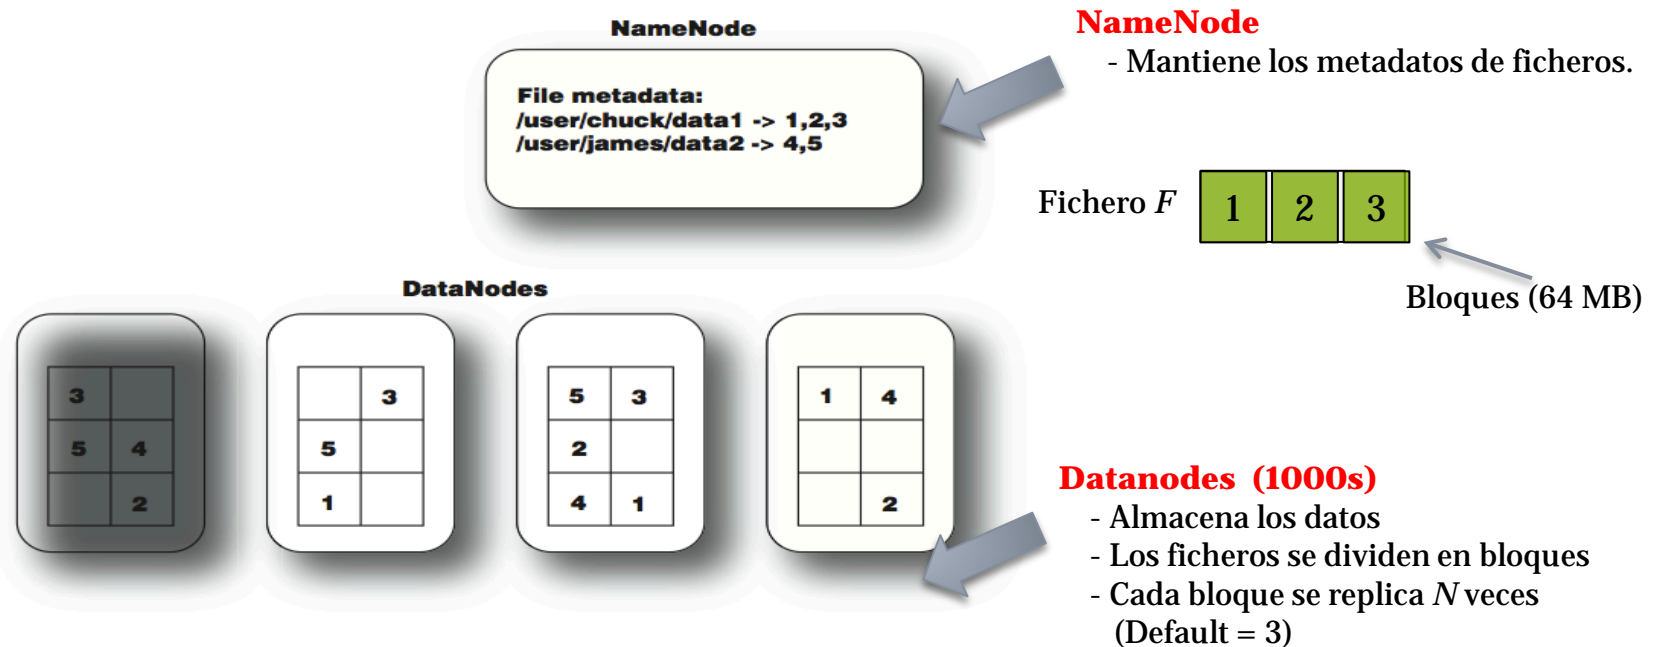 NameNode
File metadata:
/user/chuck/data1 -> 1,2,3
/user/james/data2 -> 4,5
NameNode
- Mantiene los metadatos de ficheros.
Fichero F 1 2 3
Bloques (64 MB)
DataNodes
3
5 4
2
3
5
1
5 3
2
4 1
1 4
2
Datanodes (1000s)
- Almacena los datos
- Los ficheros se dividen en bloques
- Cada bloque se replica N veces
(Default = 3)